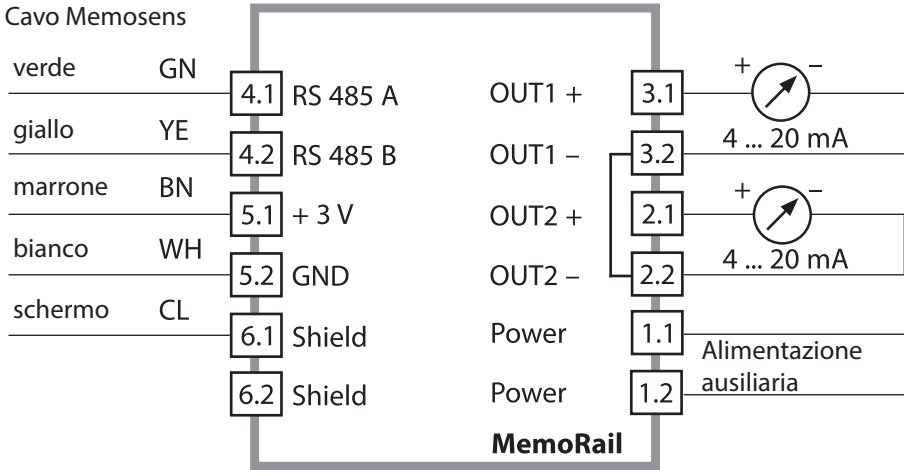 Cavo Memosens
verde GN 4.1 RS 485 A OUT1 + 3.1 + –
4 ... 20 mA
giallo YE 4.2 RS 485 B OUT1 – 3.2
marrone BN 5.1 + 3 V OUT2 + 2.1 + –
4 ... 20 mA
bianco WH 5.2 GND OUT2 – 2.2
schermo CL 6.1 Shield Power 1.1
Alimentazione
ausiliaria
6.2 Shield Power 1.2
MemoRail